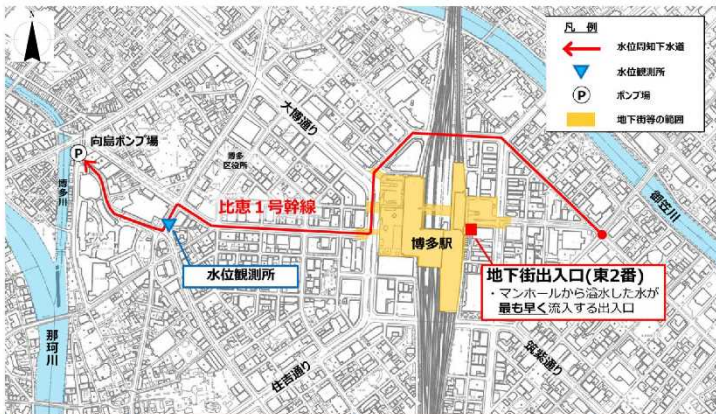 凡 例
水位周知下水道
水位観測所
P
ポンプ場
地下街等の範囲
大博通り
向島ポンプ場
P
博多
区役所
博多川
比恵１号幹線
御笠川
博多駅
水位観測所
地下街出入口(東2番)
・マンホールから溢水した水が
最も早く流入する出入口
那珂川
筑紫通り
住吉通り